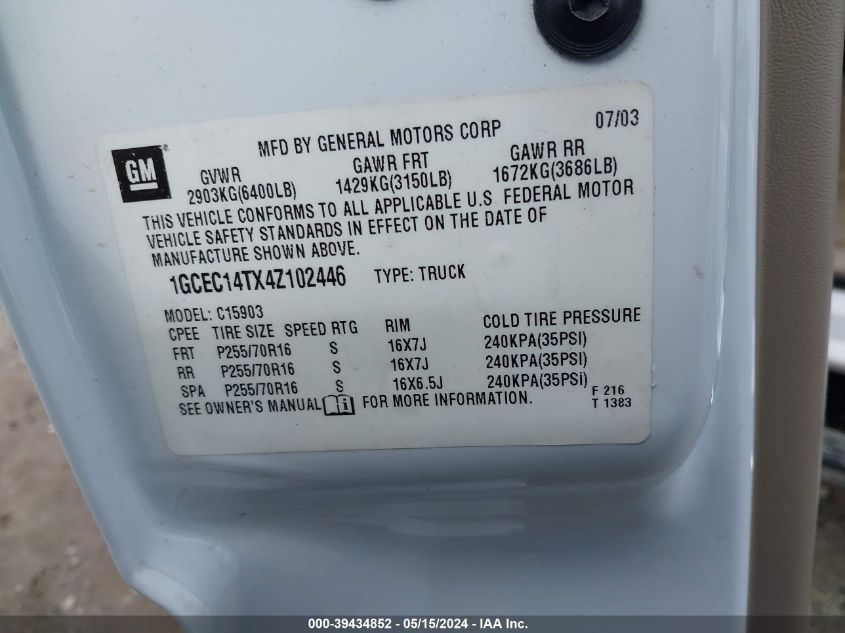 MFD BY GENERAL MOTORS CORP 07/03
GM
GVWR GAWR FRT GAWR RR
2903KG(6400LB) 1429KG(3150LB) 1672KG(3686LB)
THIS VEHICLE CONFORMS TO ALL APPLICABLE U.S. FEDERAL MOTOR
VEHICLE SAFETY STANDARDS IN EFFECT ON THE DATE OF
MANUFACTURE SHOWN ABOVE.
1GCEC14TX4Z102446 TYPE: TRUCK
MODEL: C15903
CPEE TIRE SIZE SPEED RTG RIM COLD TIRE PRESSURE
FRT P255/70R16 S 16X7J 240KPA(35PSI)
RR P255/70R16 S 16X7J 240KPA(35PSI)
SPA P255/70R16 S 16X6.5J 240KPA(35PSI)
SEE OWNER'S MANUAL i FOR MORE INFORMATION.
F 216
T 1383
000-39434852 - 05/15/2024 - IAA Inc.